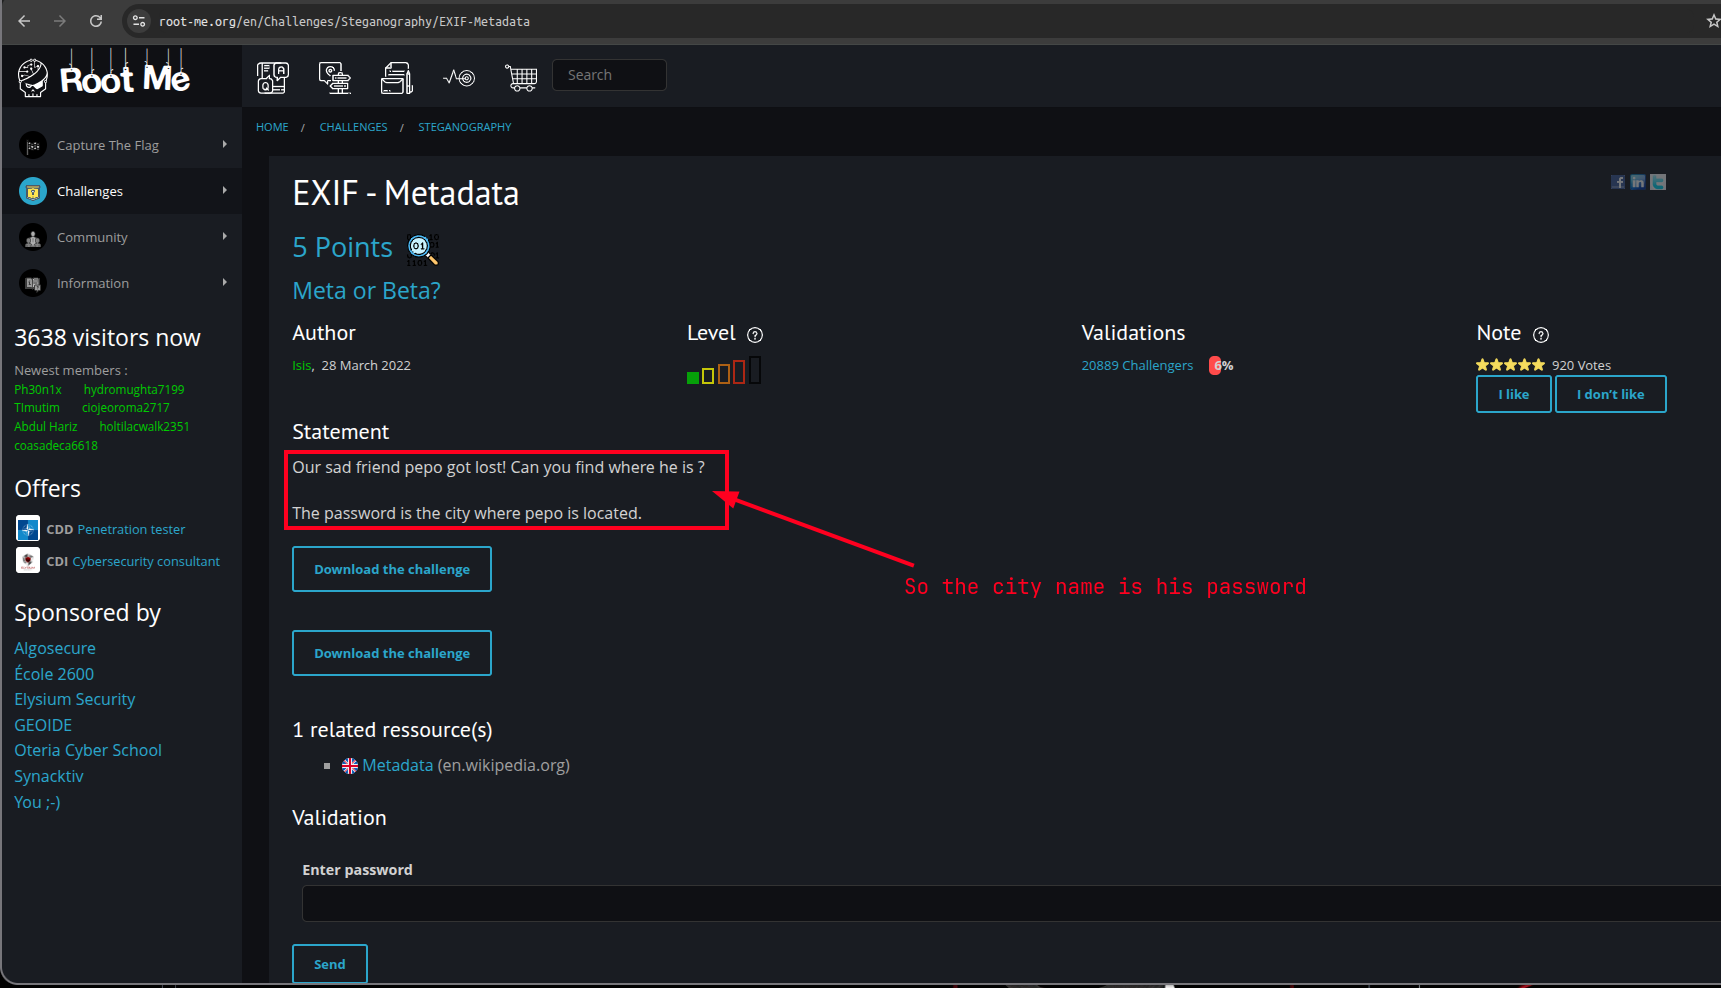 root-me.org/en/Challenges/Steganography/EXIF-Metadata
Root Me
Search
HOME / CHALLENGES / STEGANOGRAPHY
Capture The Flag
Challenges
Community
Information
3638 visitors now
Newest members :
Ph30n1x hydromughta7199
TImutim ciojeoroma2717
Abdul Hariz holtilacwalk2351
coasadeca6618
Offers
CDD Penetration tester
CDI Cybersecurity consultant
Sponsored by
Algosecure
École 2600
Elysium Security
GEOIDE
Oteria Cyber School
Synacktiv
You ;-)
EXIF - Metadata
5 Points
Meta or Beta?
Author
Isis, 28 March 2022
Level ?
Validations
20889 Challengers 6%
Note ?
920 Votes
I like
I don't like
Statement
Our sad friend pepo got lost! Can you find where he is ?
The password is the city where pepo is located.
So the city name is his password
Download the challenge
Download the challenge
1 related ressource(s)
Metadata (en.wikipedia.org)
Validation
Enter password
Send